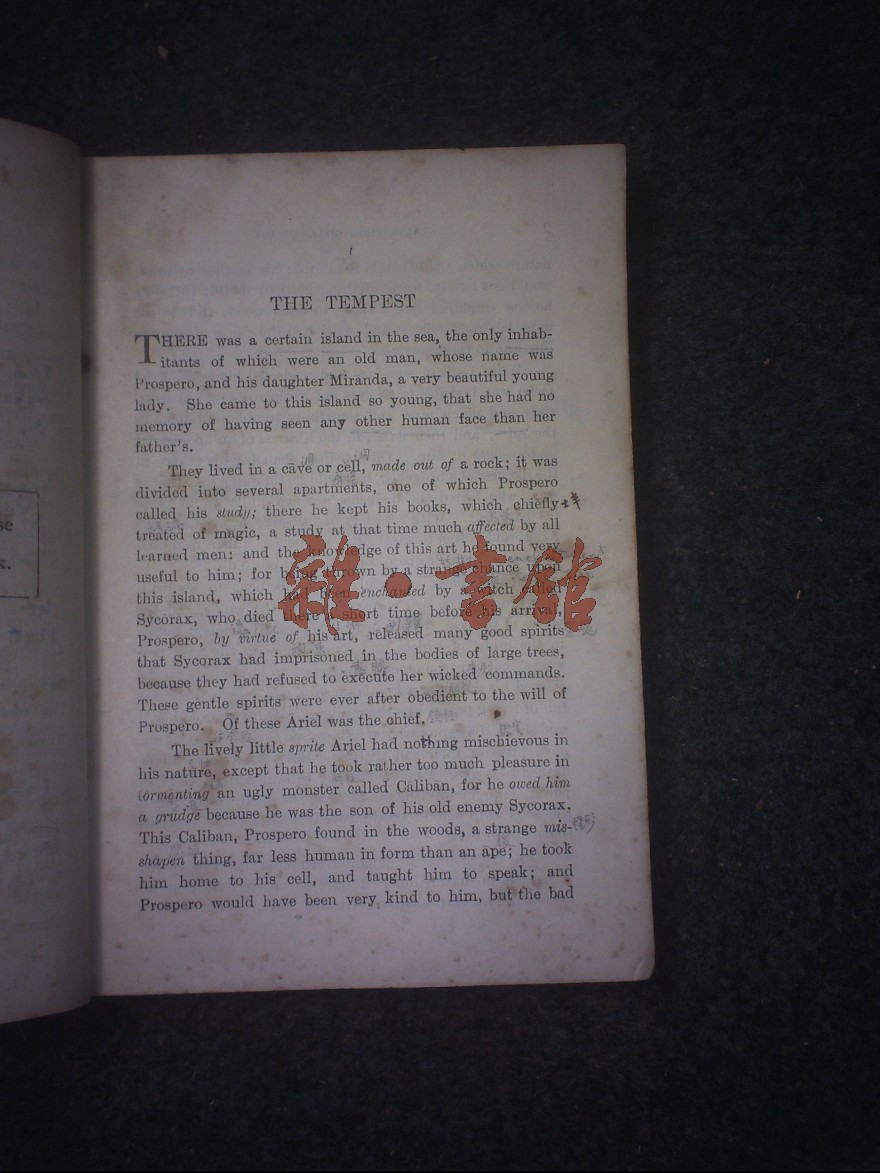 THE TEMPEST
THERE was a certain island in the sea, the only inhab-
itants of which were an old man, whose name was
Prospero, and his daughter Miranda, a very beautiful young
lady. She came to this island so young, that she had no
memory of having seen any other human face than her
father's.
They lived in a cave or cell, made out of a rock; it was
divided into several apartments, one of which Prospero
called his study; there he kept his books, which chiefly
treated of magic, a study at that time much affected by all
learned men: and the knowledge of this art he found very
useful to him; for being thrown by a strange chance upon
this island, which had been enchanted by a witch called
Sycorax, who died there a short time before his arrival,
Prospero, by virtue of his art, released many good spirits
that Sycorax had imprisoned in the bodies of large trees,
because they had refused to execute her wicked commands.
These gentle spirits were ever after obedient to the will of
Prospero. Of these Ariel was the chief.
The lively little sprite Ariel had nothing mischievous in
his nature, except that he took rather too much pleasure in
tormenting an ugly monster called Caliban, for he owed him
a grudge because he was the son of his old enemy Sycorax.
This Caliban, Prospero found in the woods, a strange mis-
shapen thing, far less human in form than an ape; he took
him home to his cell, and taught him to speak; and
Prospero would have been very kind to him, but the bad
雜·書館